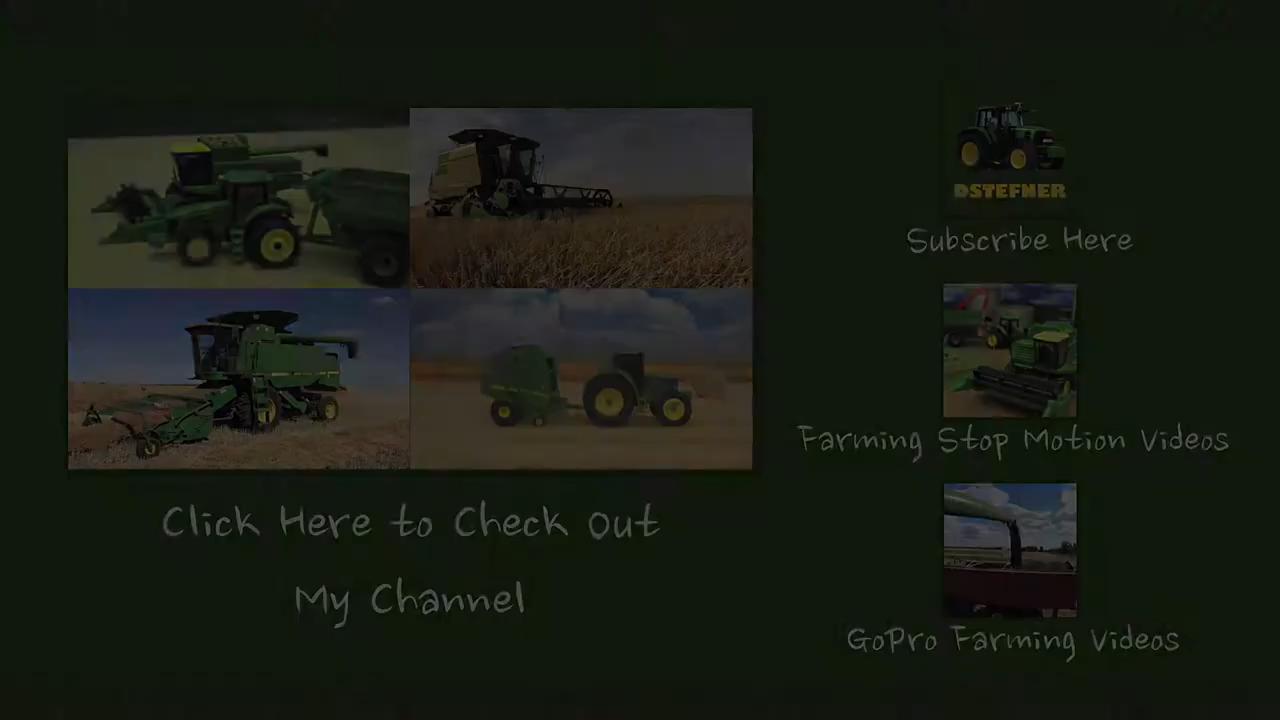 DSTEFNER
Subscribe Here
Farming Stop Motion Videos
Click Here to Check Out
My Channel
GoPro Farming Videos